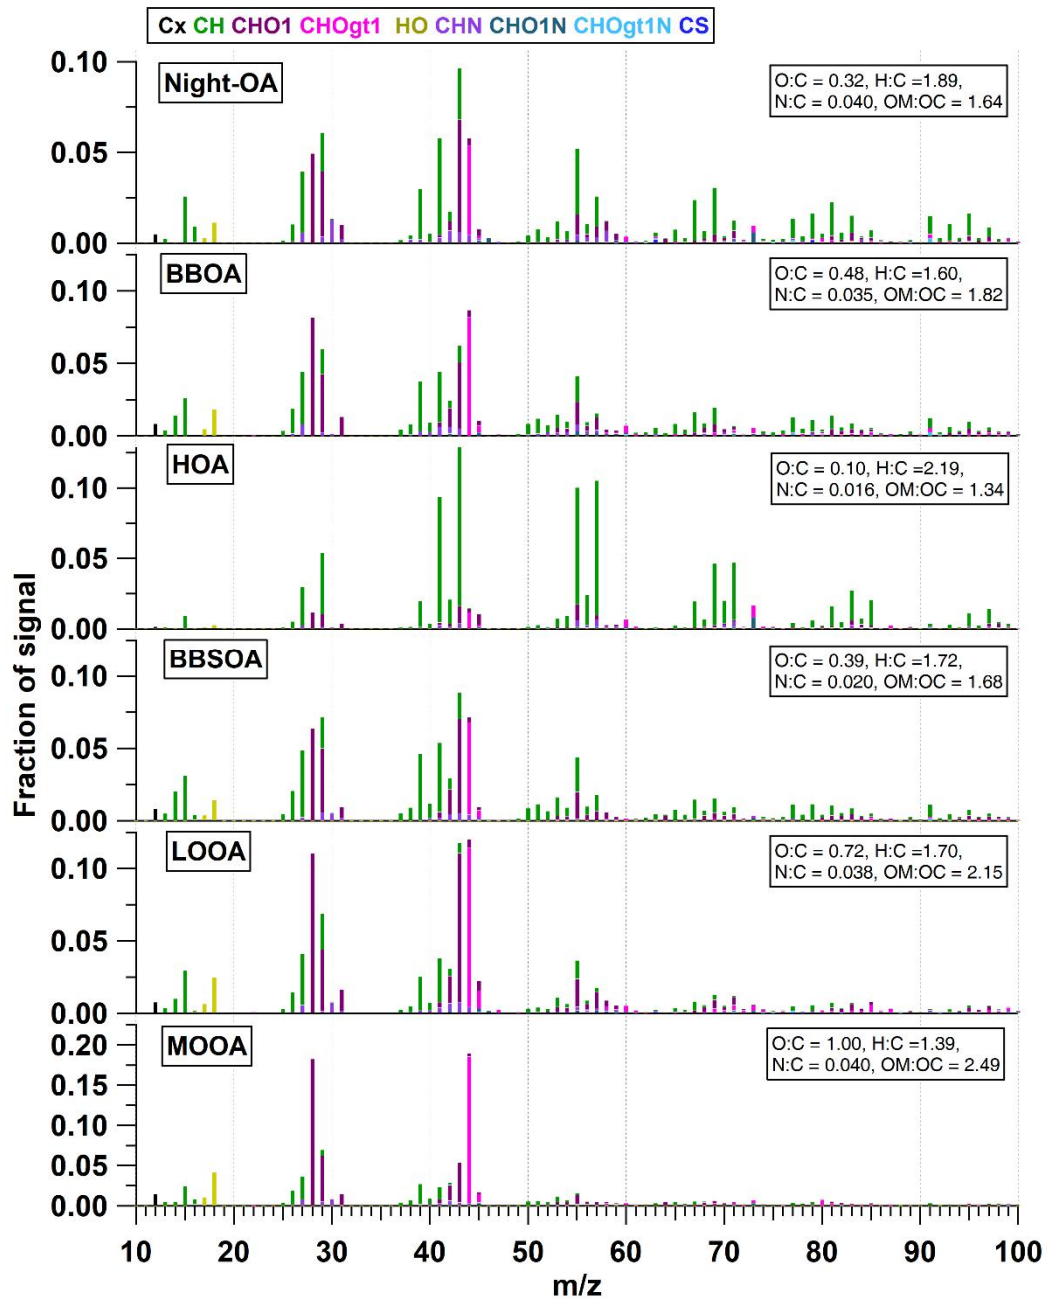 Cx CH CHO1 CHOgt1 HO CHN CHO1N CHOgt1N CS
Fraction of signal
0.10
0.05
0.00
Night-OA
O:C = 0.32, H:C =1.89,
N:C = 0.040, OM:OC = 1.64
0.10
0.05
0.00
BBOA
O:C = 0.48, H:C =1.60,
N:C = 0.035, OM:OC = 1.82
0.10
0.05
0.00
HOA
O:C = 0.10, H:C =2.19,
N:C = 0.016, OM:OC = 1.34
0.10
0.05
0.00
BBSOA
O:C = 0.39, H:C =1.72,
N:C = 0.020, OM:OC = 1.68
0.10
0.05
0.00
LOOA
O:C = 0.72, H:C =1.70,
N:C = 0.038, OM:OC = 2.15
0.20
0.15
0.10
0.05
0.00
MOOA
O:C = 1.00, H:C =1.39,
N:C = 0.040, OM:OC = 2.49
10 20 30 40 50 60 70 80 90 100
m/z